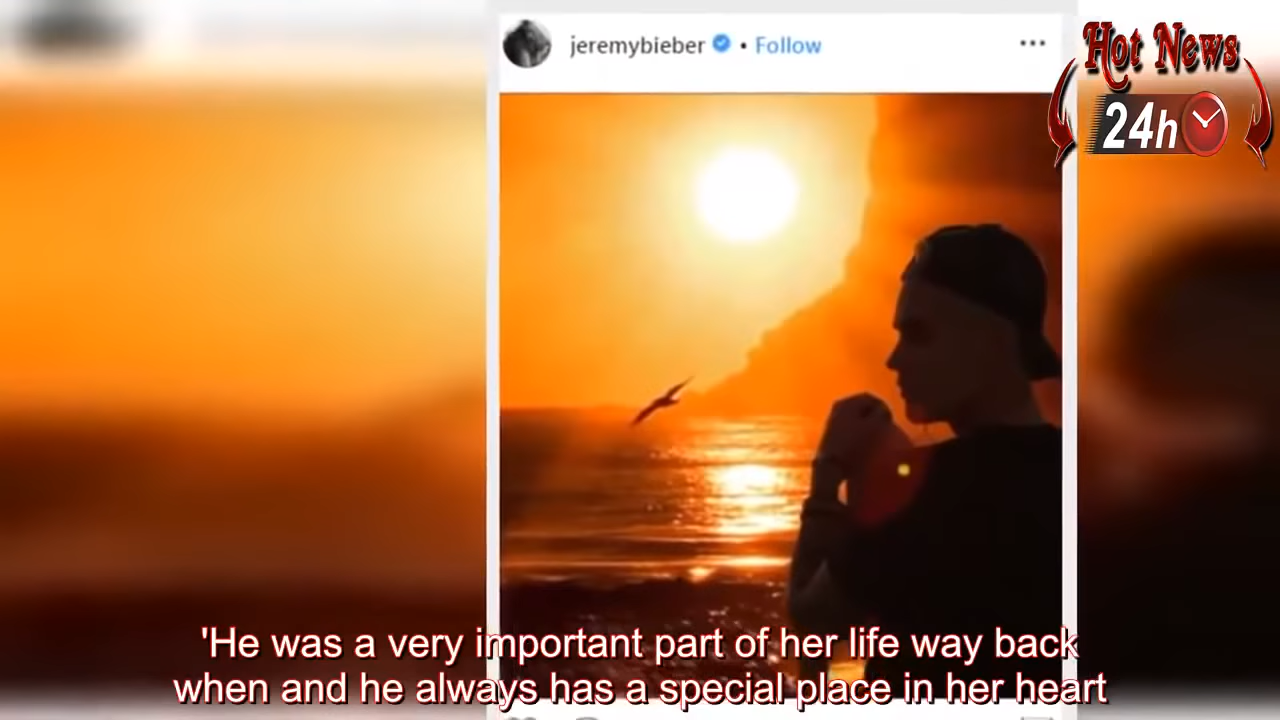 jeremybieber • Follow
Hot News
24h
'He was a very important part of her life way back
when and he always has a special place in her heart